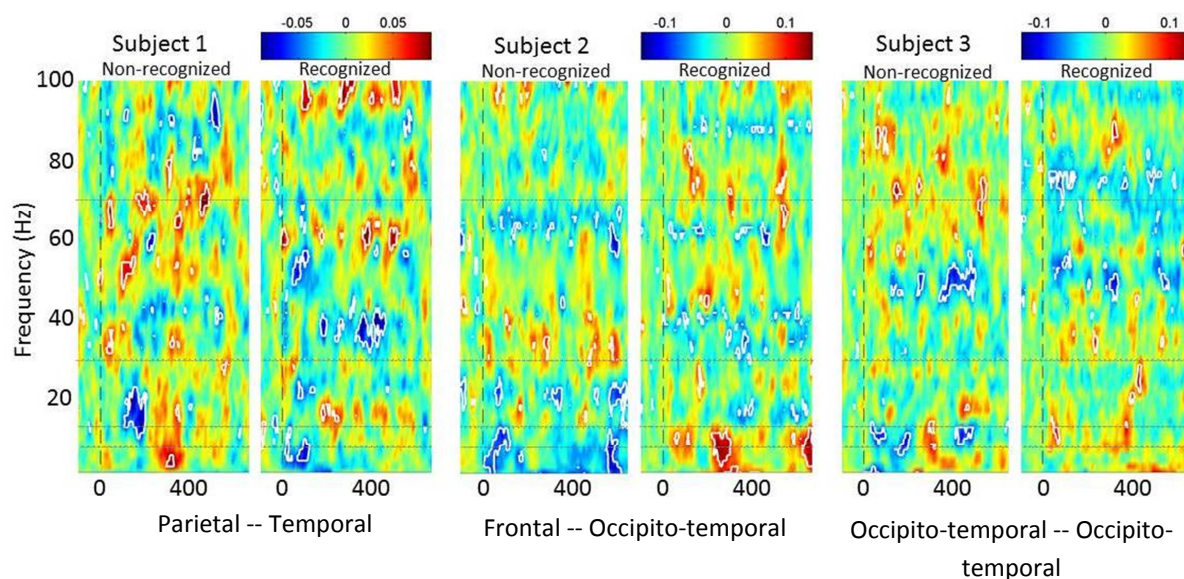 -0.05 0 0.05
-0.1 0 0.1
-0.1 0 0.1
Subject 1
Subject 2
Subject 3
Non-recognized Recognized Non-recognized Recognized Non-recognized Recognized
100
80
60
40
20
Frequency (Hz)
0 400 0 400 0 400 0 400 0 400 0 400
Parietal -- Temporal
Frontal -- Occipito-temporal
Occipito-temporal -- Occipito-
temporal